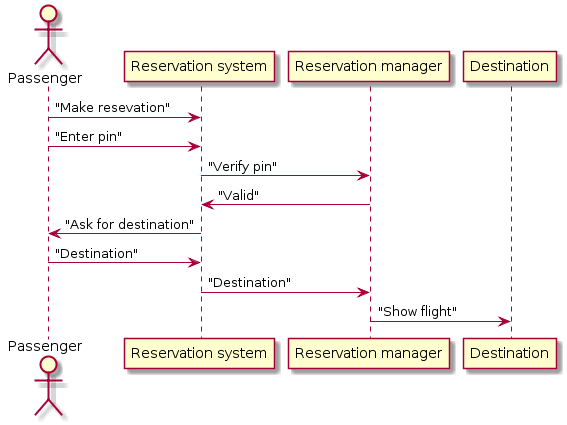 Passenger
Reservation system
Reservation manager
Destination
"Make resevation"
"Enter pin"
"Verify pin"
"Valid"
"Ask for destination"
"Destination"
"Destination"
"Show flight"
Passenger
Reservation system
Reservation manager
Destination